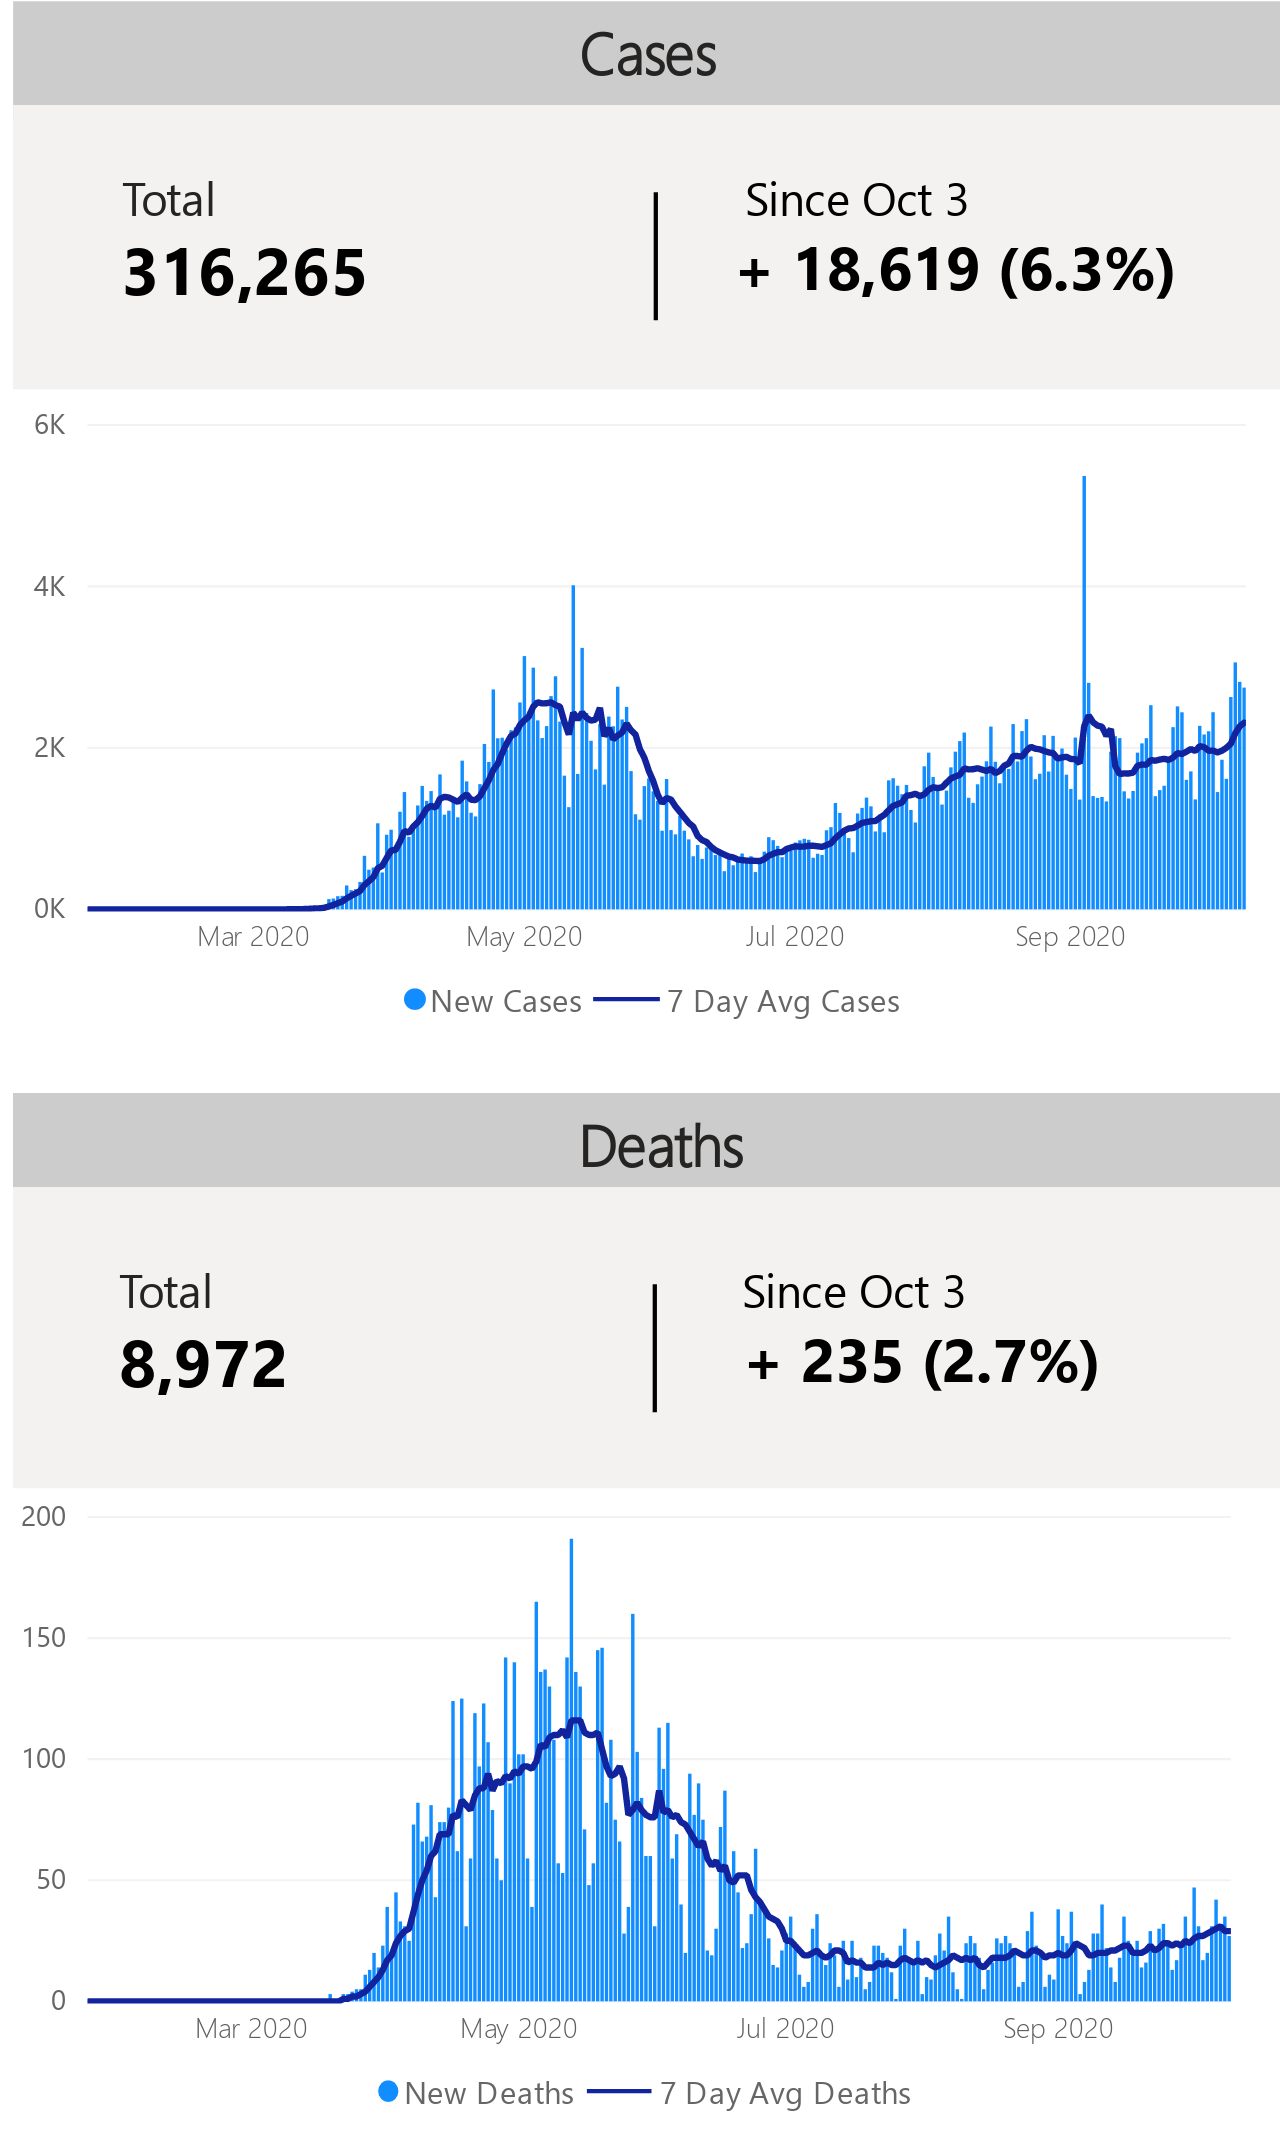 Cases
Total
Since Oct 3
316,265
+ 18,619 (6.3%)
6K
4K
2K
0K
Mar 2020
May 2020
Jul 2020
Sep 2020
New Cases
7 Day Avg Cases
Deaths
Total
Since Oct 3
8,972
+ 235 (2.7%)
200
150
100
50
0
Mar 2020
May 2020
Jul 2020
Sep 2020
New Deaths
7 Day Avg Deaths